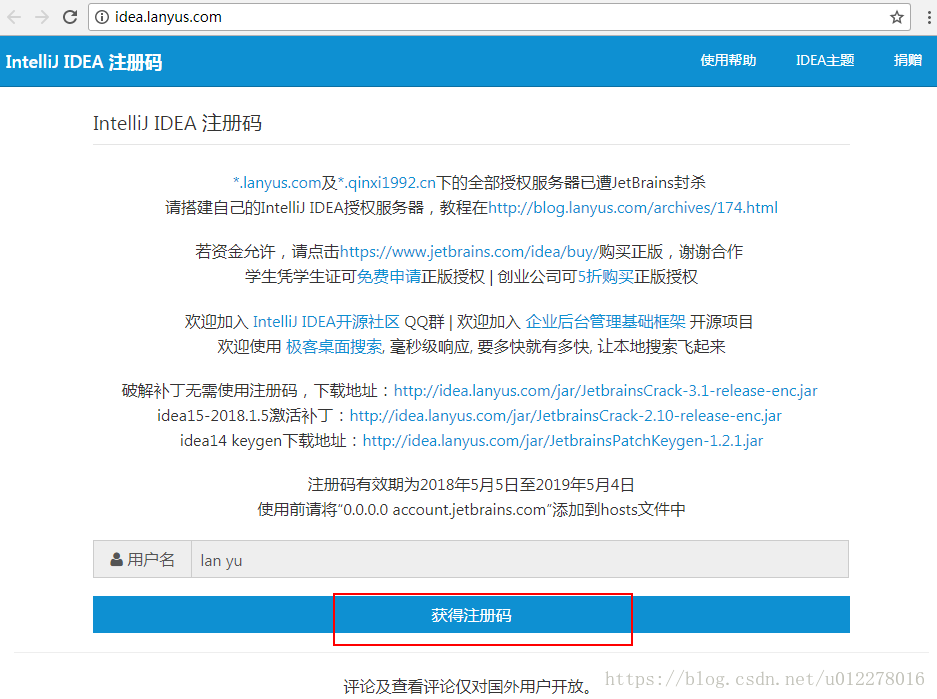 idea.lanyus.com
IntelliJ IDEA 注册码 使用帮助 IDEA主题 捐赠
IntelliJ IDEA 注册码
*.lanyus.com及*.qinxi1992.cn下的全部授权服务器已遭JetBrains封杀
请搭建自己的IntelliJ IDEA授权服务器，教程在http://blog.lanyus.com/archives/174.html
若资金允许，请点击https://www.jetbrains.com/idea/buy/购买正版，谢谢合作
学生凭学生证可免费申请正版授权 | 创业公司可5折购买正版授权
欢迎加入 IntelliJ IDEA开源社区 QQ群 | 欢迎加入 企业后台管理基础框架 开源项目
欢迎使用 极客桌面搜索, 毫秒级响应, 要多快就有多快, 让本地搜索飞起来
破解补丁无需使用注册码，下载地址：http://idea.lanyus.com/jar/JetbrainsCrack-3.1-release-enc.jar
idea15-2018.1.5激活补丁：http://idea.lanyus.com/jar/JetbrainsCrack-2.10-release-enc.jar
idea14 keygen下载地址：http://idea.lanyus.com/jar/JetbrainsPatchKeygen-1.2.1.jar
注册码有效期为2018年5月5日至2019年5月4日
使用前请将“0.0.0.0 account.jetbrains.com”添加到hosts文件中
用户名 lan yu
获得注册码
评论及查看评论仅对国外用户开放。
https://blog.csdn.net/u012278016